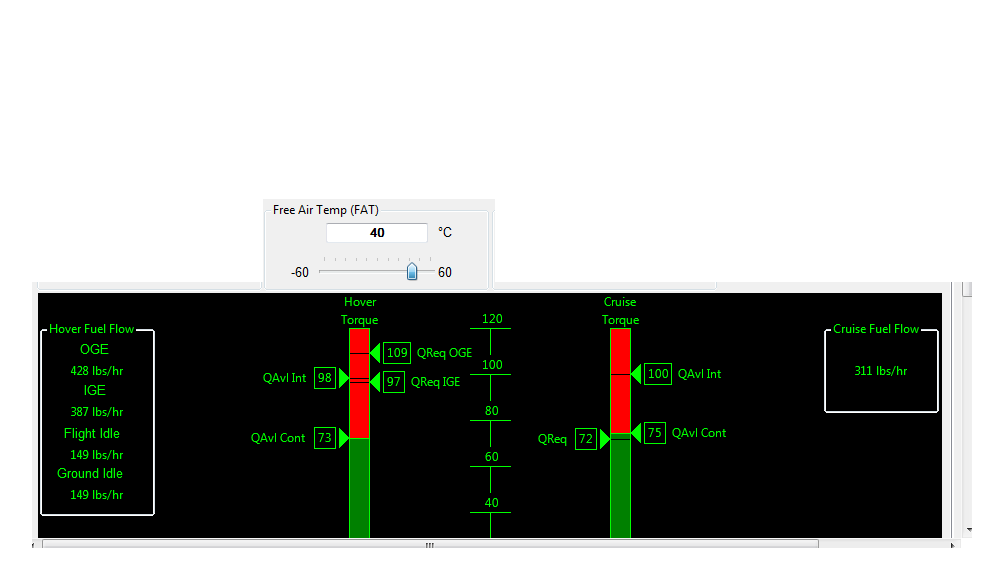 Free Air Temp (FAT)
40 °C
-60 60
Hover
Torque
Cruise
Torque
120
100
80
60
40
Hover Fuel Flow
OGE
428 lbs/hr
IGE
387 lbs/hr
Flight Idle
149 lbs/hr
Ground Idle
149 lbs/hr
109 QReq OGE
QAvl Int 98
97 QReq IGE
QAvl Cont 73
100 QAvl Int
QReq 72
75 QAvl Cont
Cruise Fuel Flow
311 lbs/hr